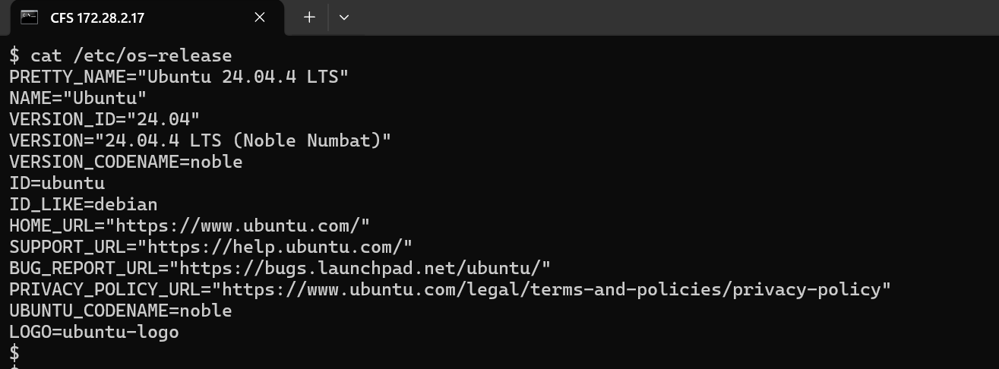 CFS 172.28.2.17
$ cat /etc/os-release
PRETTY_NAME="Ubuntu 24.04.4 LTS"
NAME="Ubuntu"
VERSION_ID="24.04"
VERSION="24.04.4 LTS (Noble Numbat)"
VERSION_CODENAME=noble
ID=ubuntu
ID_LIKE=debian
HOME_URL="https://www.ubuntu.com/"
SUPPORT_URL="https://help.ubuntu.com/"
BUG_REPORT_URL="https://bugs.launchpad.net/ubuntu/"
PRIVACY_POLICY_URL="https://www.ubuntu.com/legal/terms-and-policies/privacy-policy"
UBUNTU_CODENAME=noble
LOGO=ubuntu-logo
$